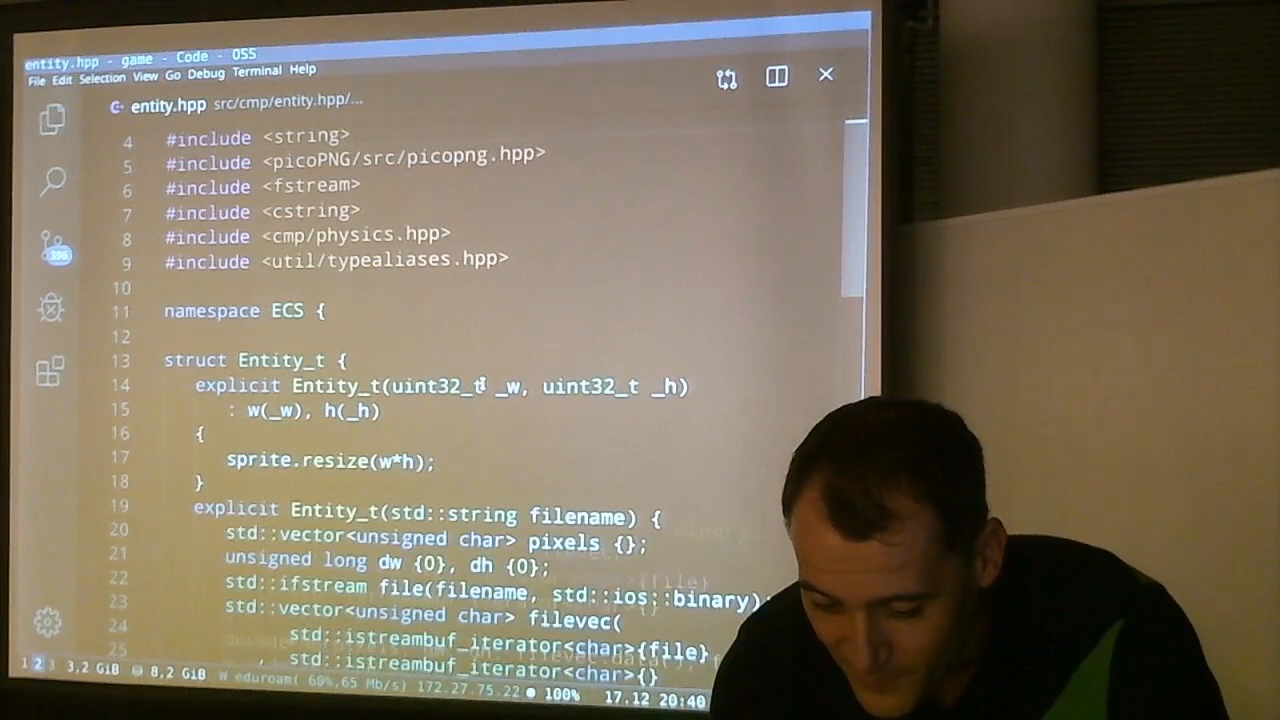 entity.hpp - game - Code - OSS
File Edit Selection View Go Debug Terminal Help
entity.hpp src/cmp/entity.hpp/...
4 #include <string>
5 #include <picoPNG/src/picopng.hpp>
6 #include <fstream>
7 #include <cstring>
8 #include <cmp/physics.hpp>
9 #include <util/typealiases.hpp>
10
11 namespace ECS {
12
13 struct Entity_t {
14 explicit Entity_t(uint32_t _w, uint32_t _h)
15 : w(_w), h(_h)
16 {
17 sprite.resize(w*h);
18 }
19 explicit Entity_t(std::string filename) {
20 std::vector<unsigned char> pixels {};
21 unsigned long dw {0}, dh {0};
22 std::ifstream file(filename, std::ios::binary);
23 std::vector<unsigned char> filevec(
24 std::istreambuf_iterator<char>{file}
25 , std::istreambuf_iterator<char>{}
396
1 2 3 3,2 GiB 8,2 GiB W eduroam( 60%,65 Mb/s) 172.27.75.22 100% 17.12 20:40